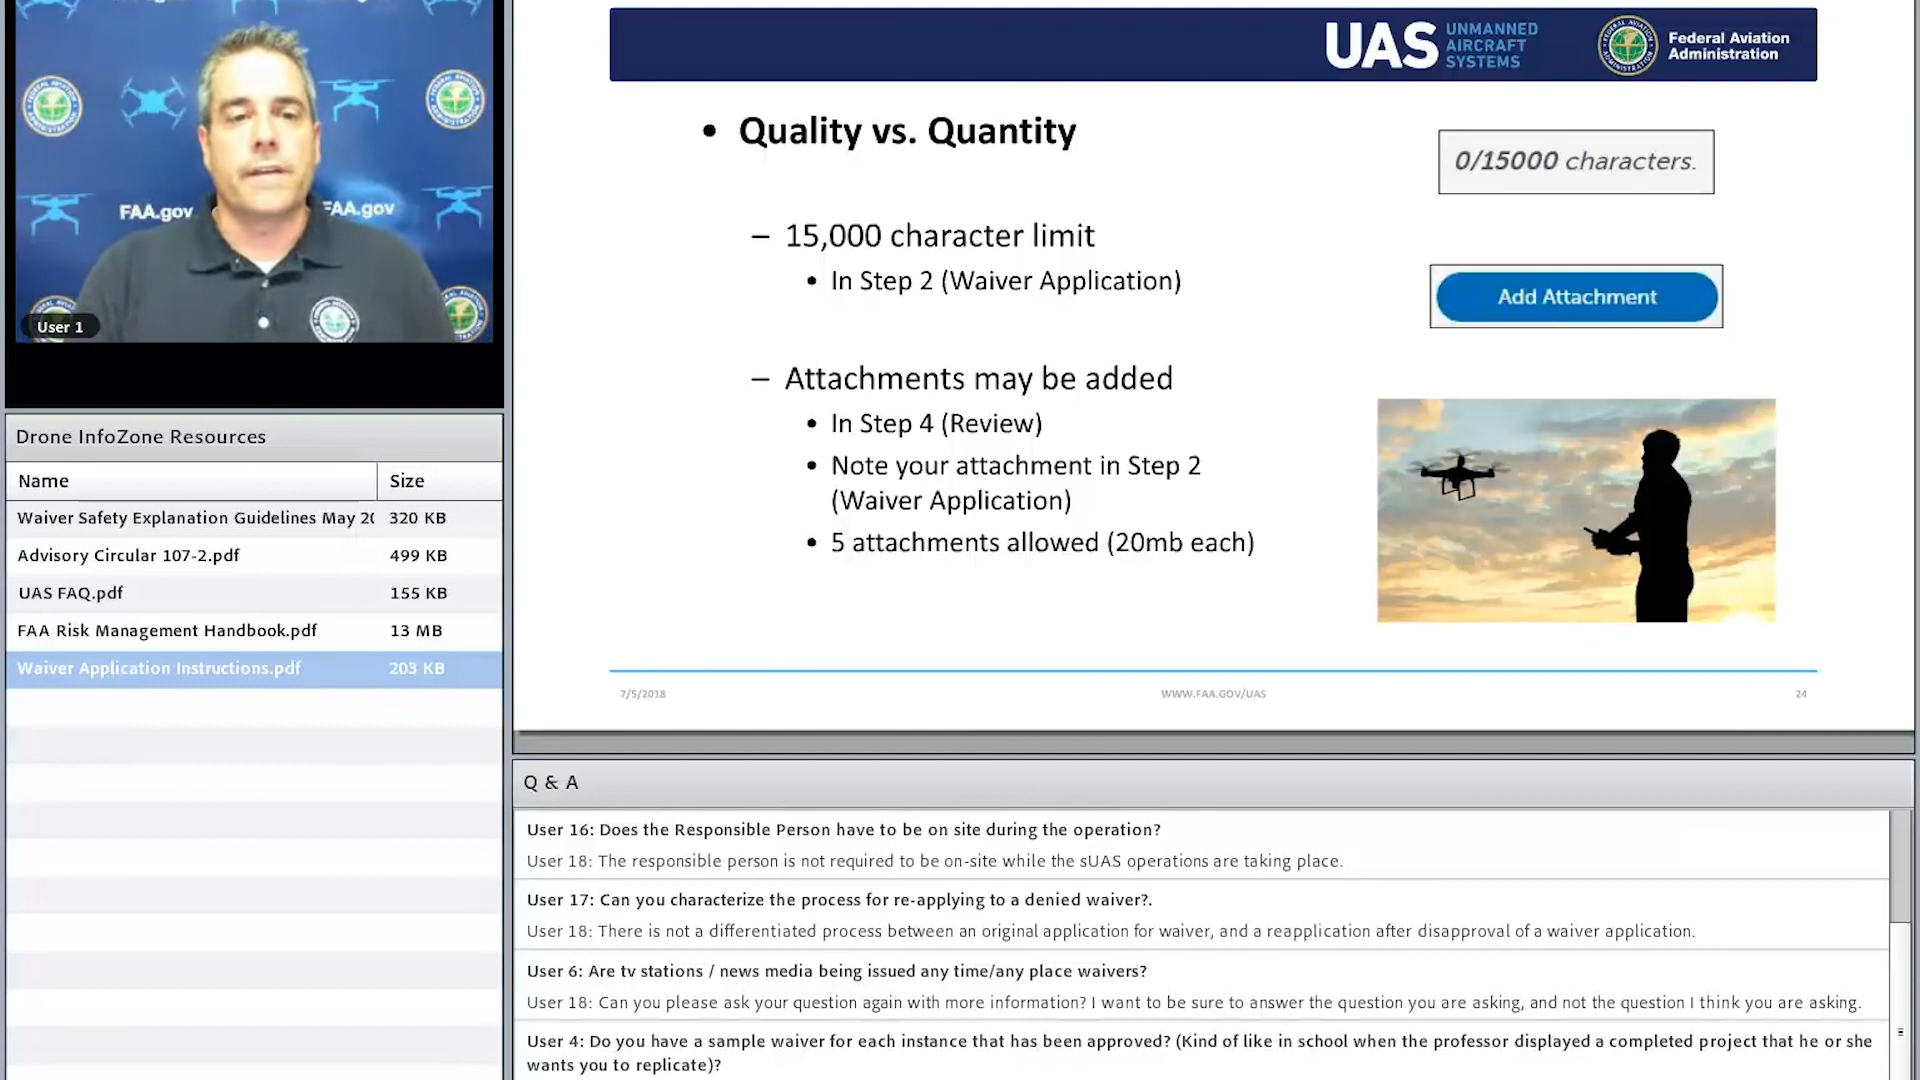 FAA.gov
FAA.gov
User 1
Drone InfoZone Resources
Name
Size
Waiver Safety Explanation Guidelines May 20
320 KB
Advisory Circular 107-2.pdf
499 KB
UAS FAQ.pdf
155 KB
FAA Risk Management Handbook.pdf
13 MB
Waiver Application Instructions.pdf
203 KB
UAS
UNMANNED
AIRCRAFT
SYSTEMS
Federal Aviation
Administration
• Quality vs. Quantity
0/15000 characters.
– 15,000 character limit
• In Step 2 (Waiver Application)
Add Attachment
– Attachments may be added
• In Step 4 (Review)
• Note your attachment in Step 2
(Waiver Application)
• 5 attachments allowed (20mb each)
7/5/2018
WWW.FAA.GOV/UAS
24
Q & A
User 16: Does the Responsible Person have to be on site during the operation?
User 18: The responsible person is not required to be on-site while the sUAS operations are taking place.
User 17: Can you characterize the process for re-applying to a denied waiver?.
User 18: There is not a differentiated process between an original application for waiver, and a reapplication after disapproval of a waiver application.
User 6: Are tv stations / news media being issued any time/any place waivers?
User 18: Can you please ask your question again with more information? I want to be sure to answer the question you are asking, and not the question I think you are asking.
User 4: Do you have a sample waiver for each instance that has been approved? (Kind of like in school when the professor displayed a completed project that he or she
wants you to replicate)?